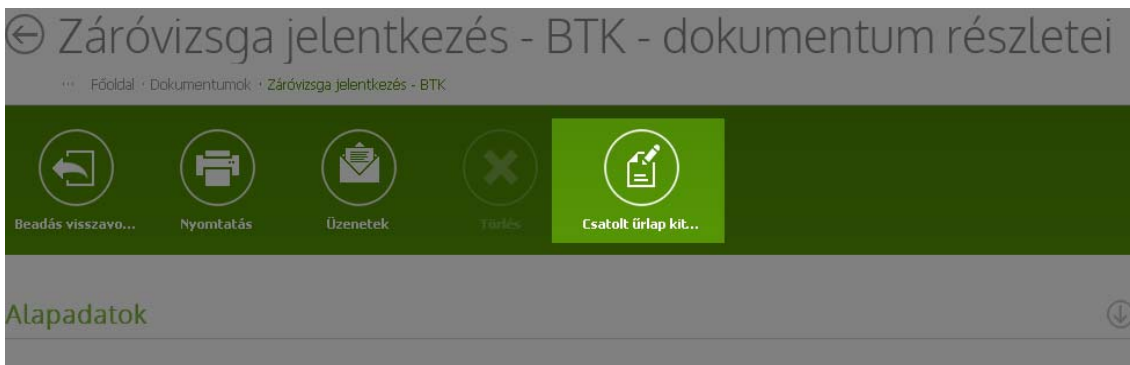 Záróvizsga jelentkezés - BTK - dokumentum részletei
... Főoldal · Dokumentumok · Záróvizsga jelentkezés - BTK
Beadás visszavo... Nyomtatás Üzenetek Törlés Csatolt űrlap kit...
Alapadatok